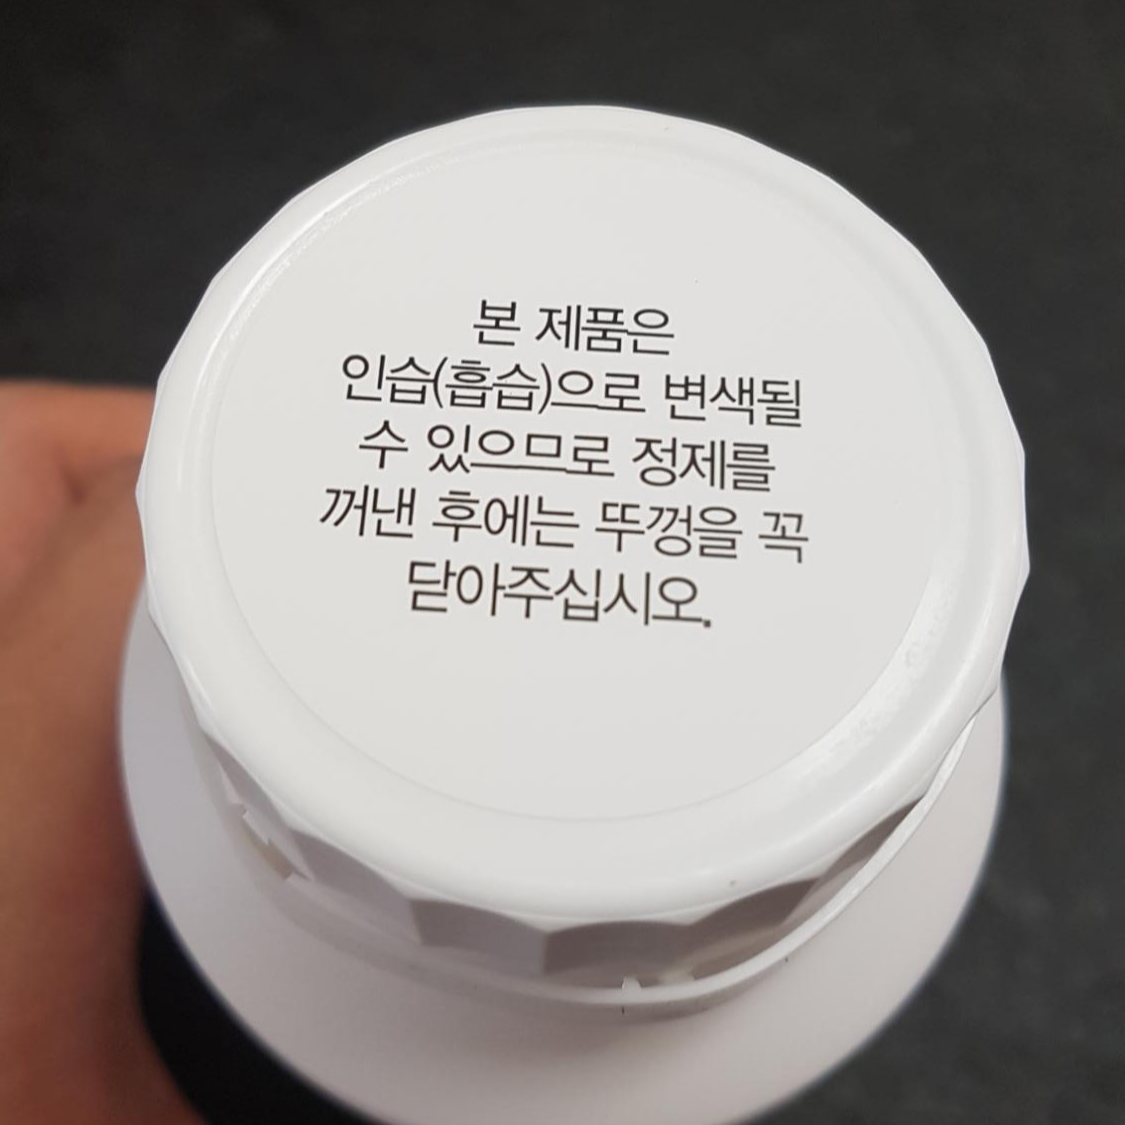 본 제품은
인습(흡습)으로 변색될
수 있으므로 정제를
꺼낸 후에는 뚜껑을 꼭
닫아주십시오.